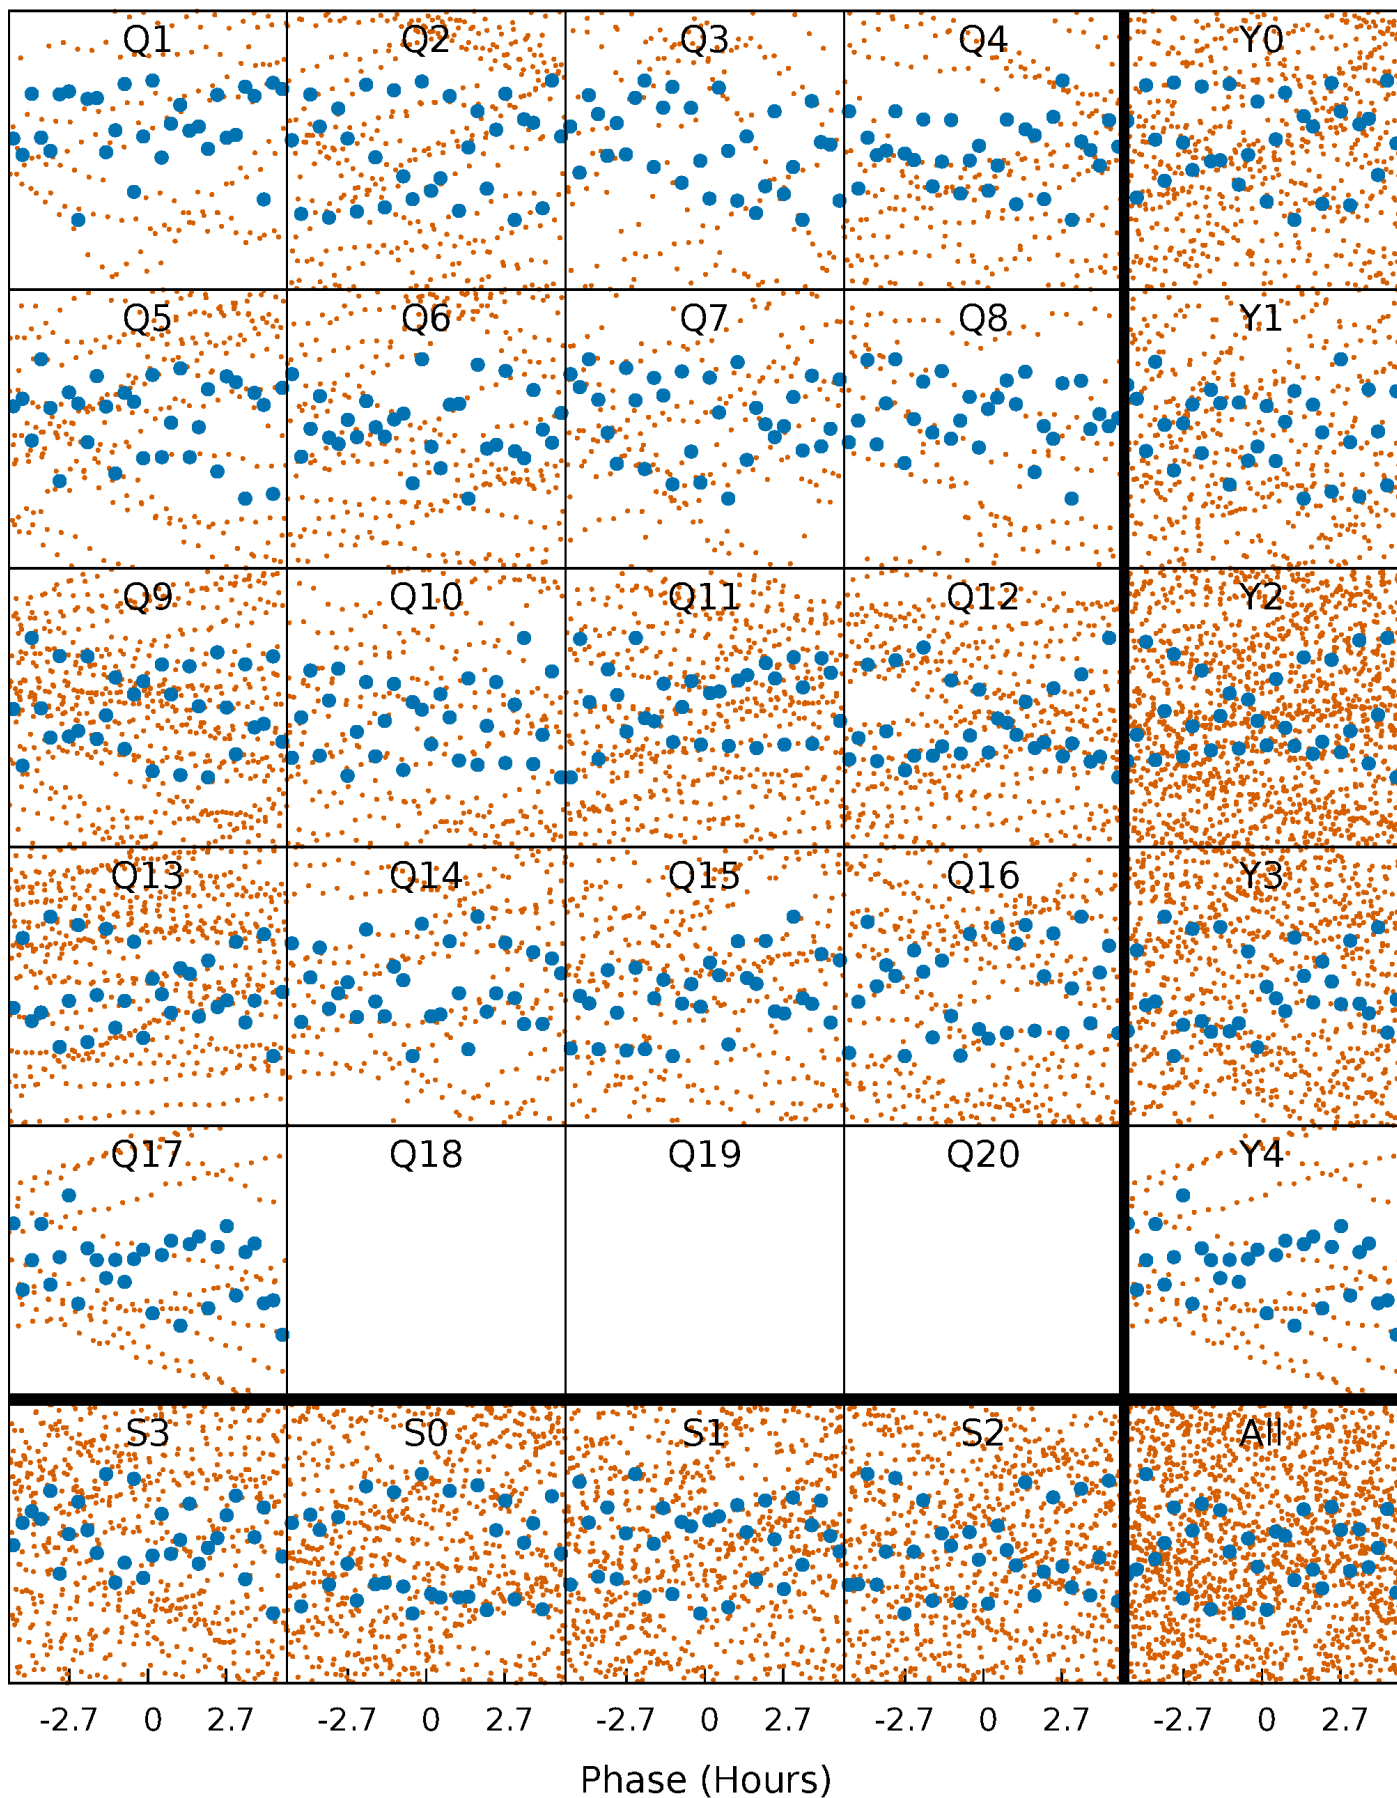 Q1 Q2 Q3 Q4 Y0
Q5 Q6 Q7 Q8 Y1
Q9 Q10 Q11 Q12 Y2
Q13 Q14 Q15 Q16 Y3
Q17 Q18 Q19 Q20 Y4
S3 S0 S1 S2 All
-2.7 0 2.7 -2.7 0 2.7 -2.7 0 2.7 -2.7 0 2.7 -2.7 0 2.7
Phase (Hours)